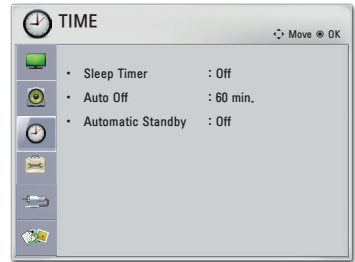 TIME
Move OK
• Sleep Timer : Off
• Auto Off : 60 min.
• Automatic Standby : Off